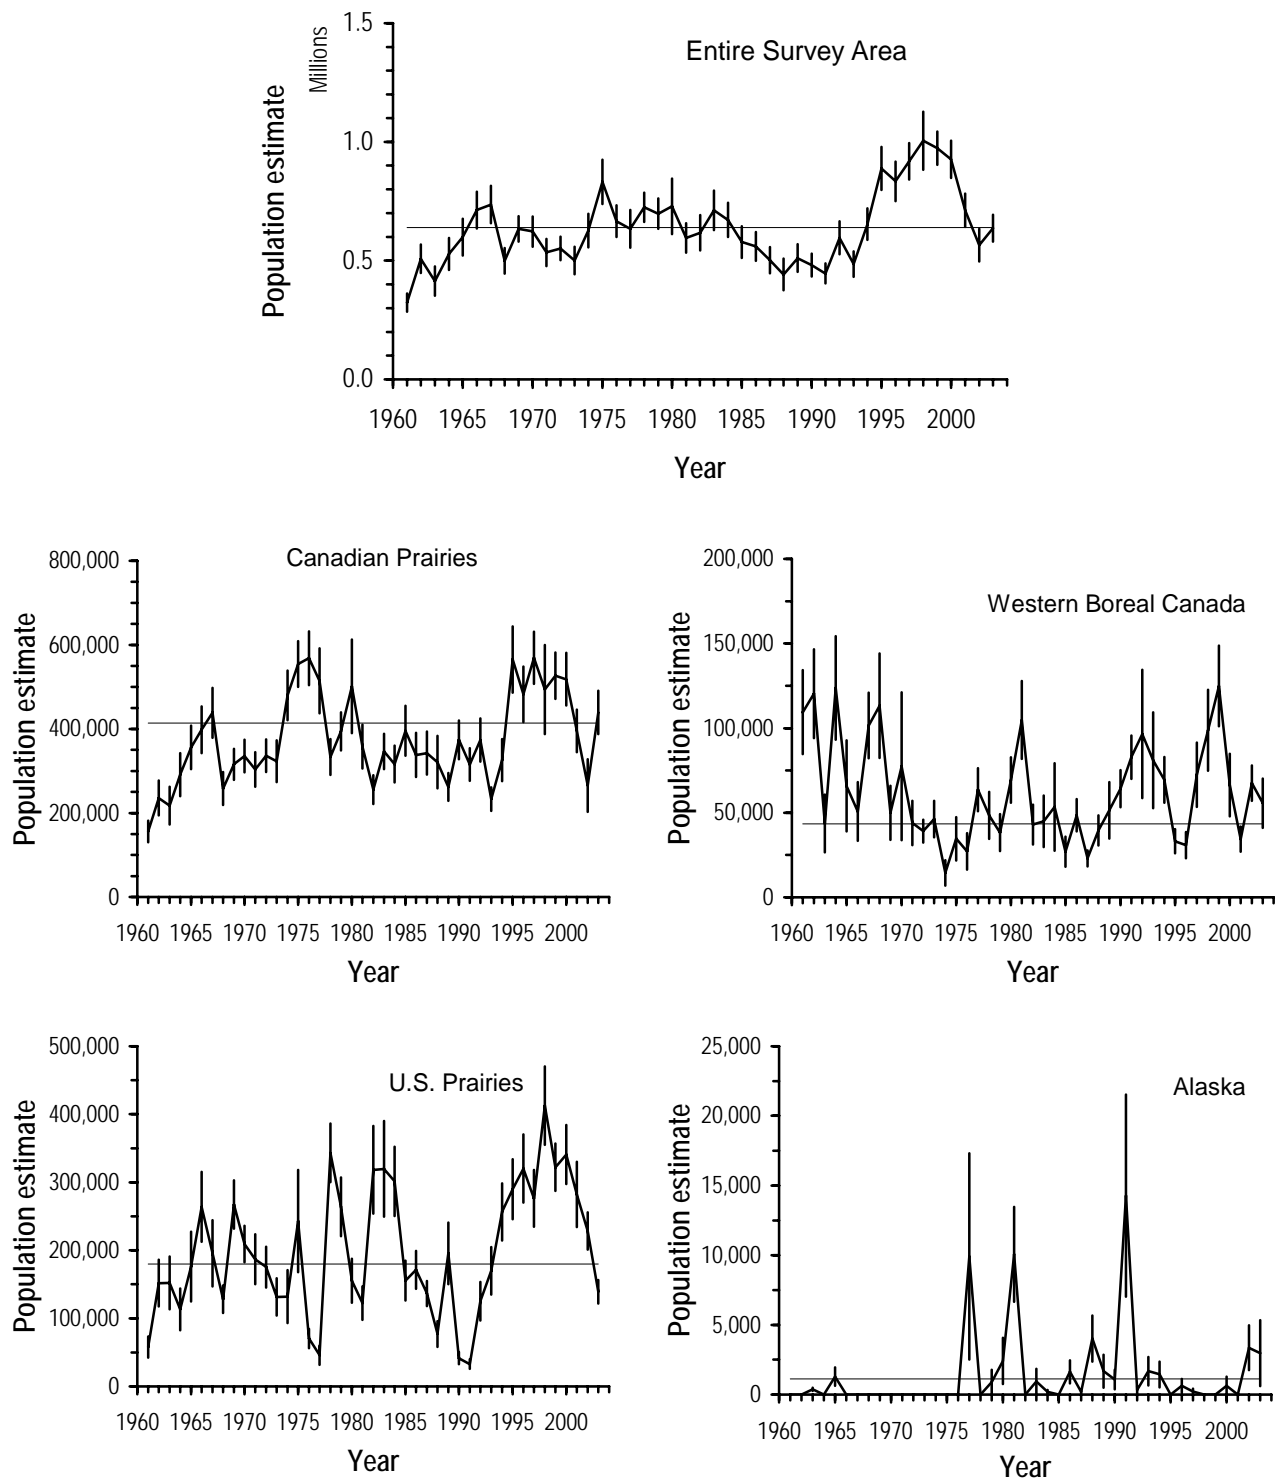 Entire Survey Area
Population estimate
Millions
1.5
1.0
0.5
0.0
1960 1965 1970 1975 1980 1985 1990 1995 2000
Year
Canadian Prairies
Population estimate
800,000
600,000
400,000
200,000
0
1960 1965 1970 1975 1980 1985 1990 1995 2000
Year
Western Boreal Canada
Population estimate
200,000
150,000
100,000
50,000
0
1960 1965 1970 1975 1980 1985 1990 1995 2000
Year
U.S. Prairies
Population estimate
500,000
400,000
300,000
200,000
100,000
0
1960 1965 1970 1975 1980 1985 1990 1995 2000
Year
Alaska
Population estimate
25,000
20,000
15,000
10,000
5,000
0
1960 1965 1970 1975 1980 1985 1990 1995 2000
Year